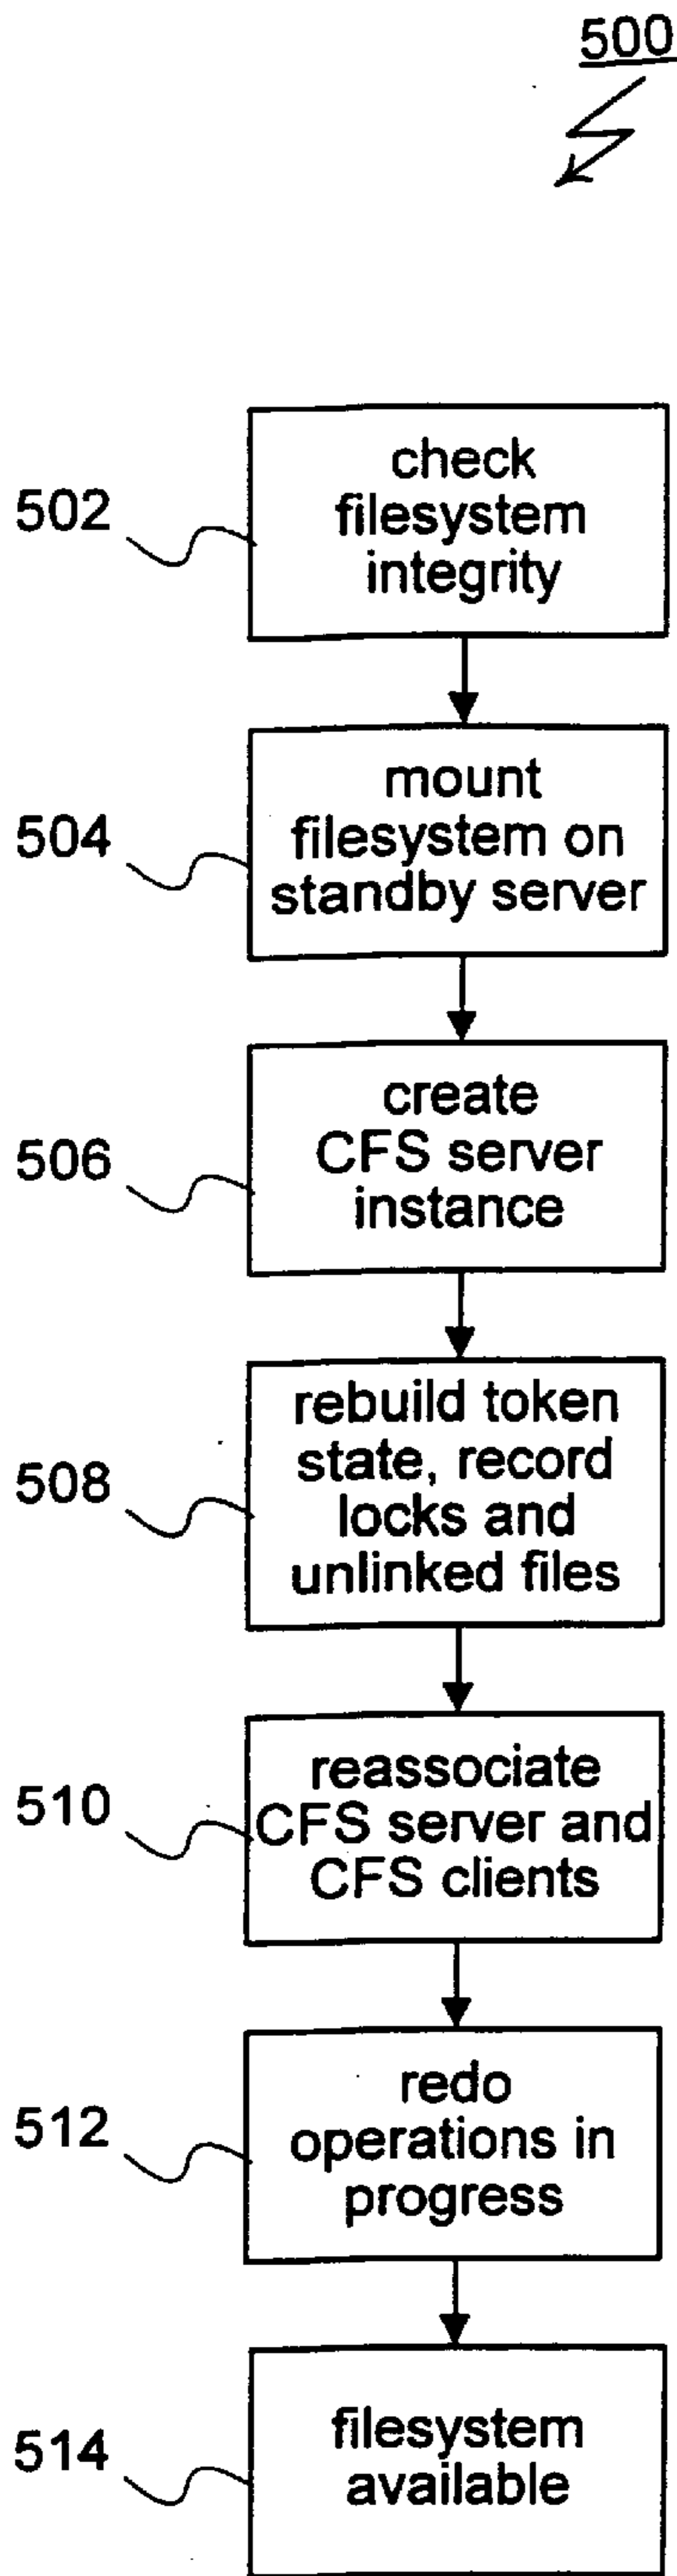 500
502
check
filesystem
integrity
504
mount
filesystem on
standby server
506
create
CFS server
instance
508
rebuild token
state, record
locks and
unlinked files
510
reassociate
CFS server and
CFS clients
512
redo
operations in
progress
514
filesystem
available